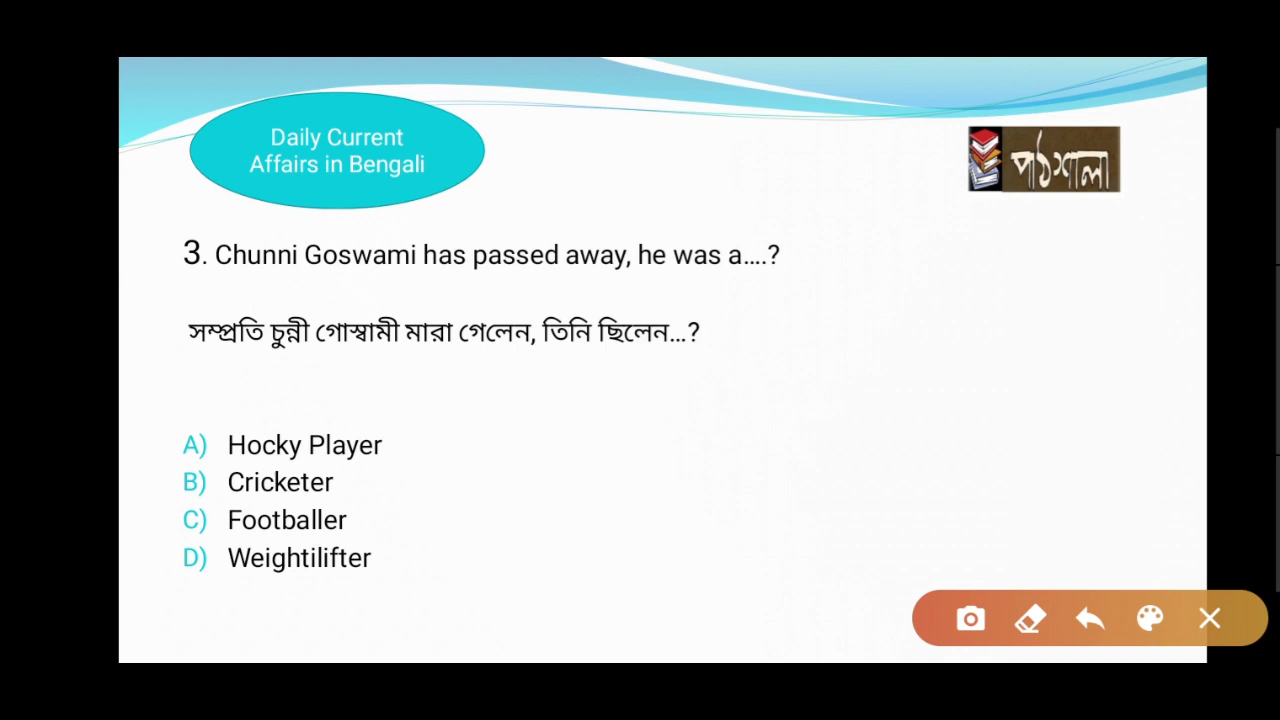 Daily Current
Affairs in Bengali
পাঠশালা
3. Chunni Goswami has passed away, he was a....?
সম্প্রতি চুন্নী গোস্বামী মারা গেলেন, তিনি ছিলেন...?
A) Hocky Player
B) Cricketer
C) Footballer
D) Weightilifter